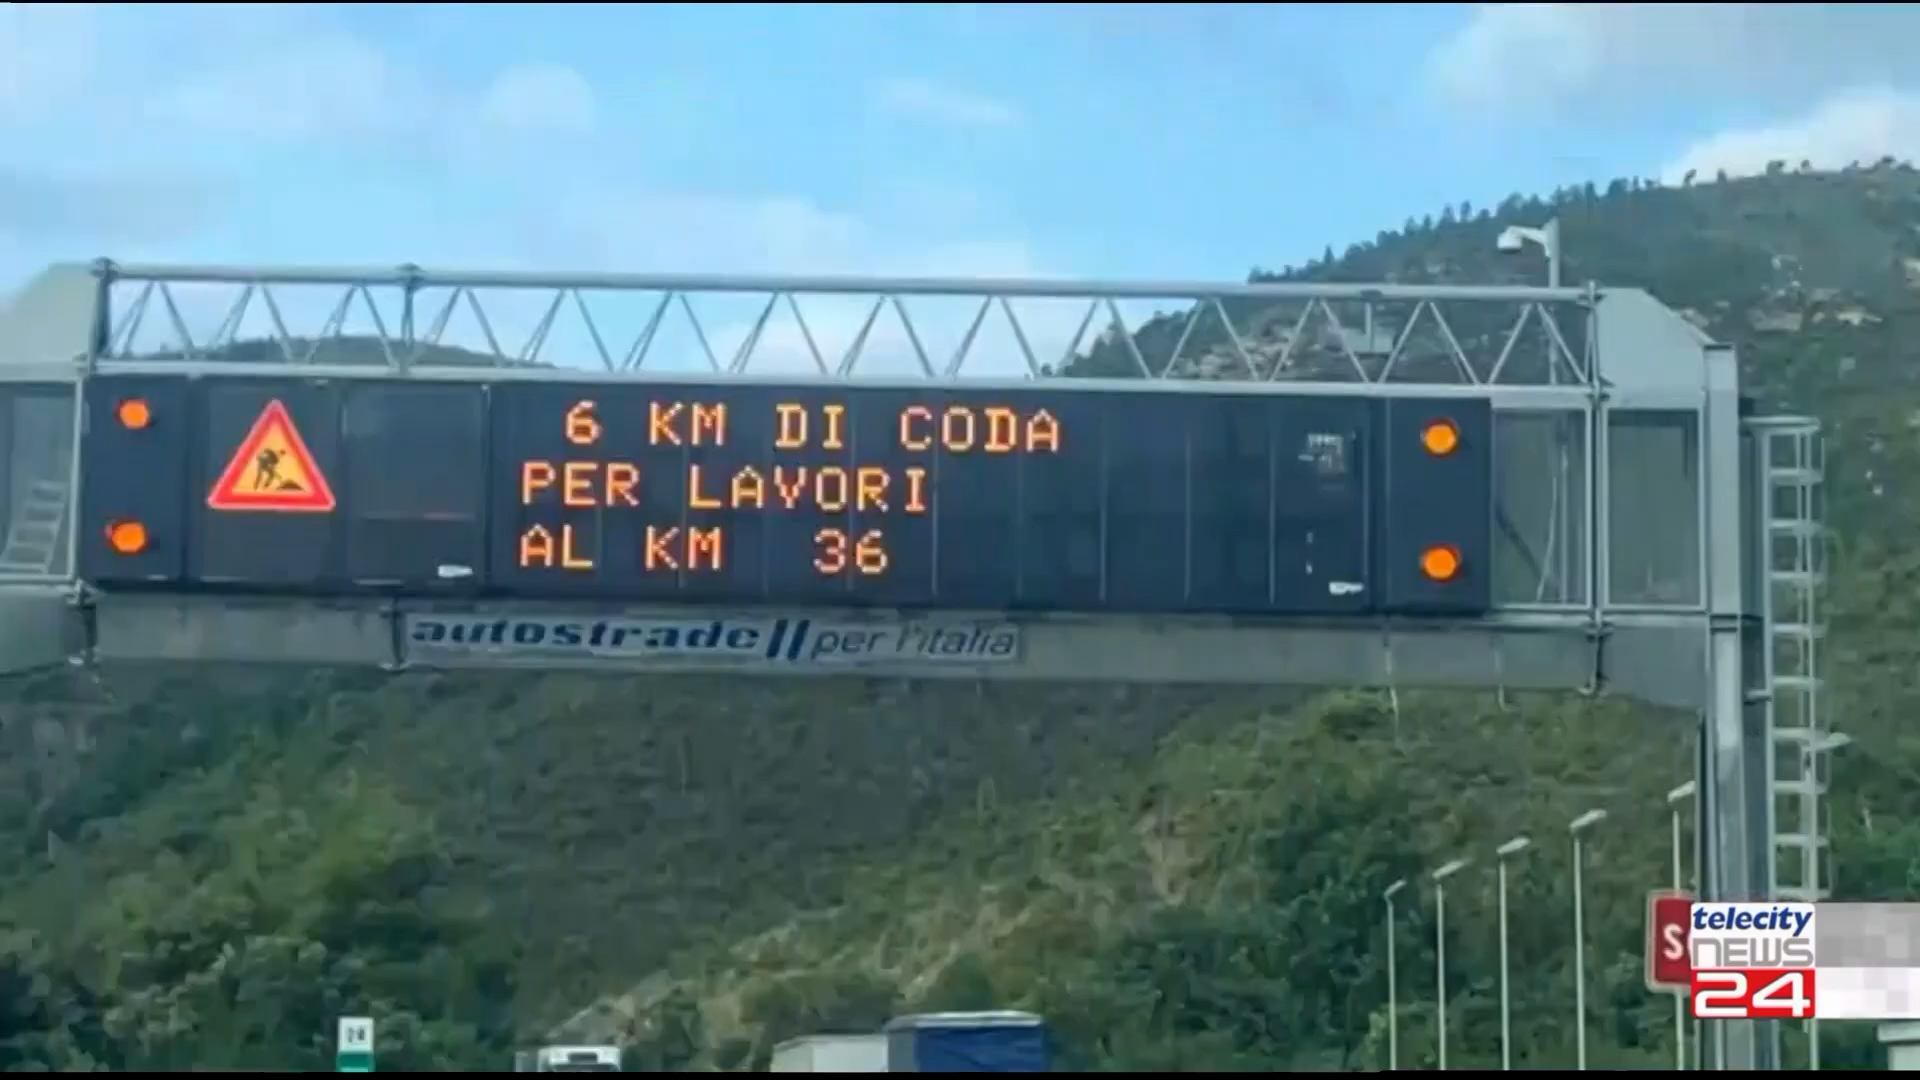 6 KM DI CODA
PER LAVORI
AL KM 36
autostrade // per l'italia
telecity
NEWS
24